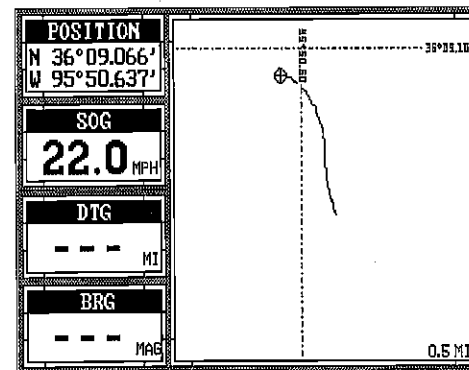 POSITION
N 36°09.066'
W 95°50.637'
SOG
22.0 MPH
DTG
--- MI
BRG
--- MAG
0.5 MI